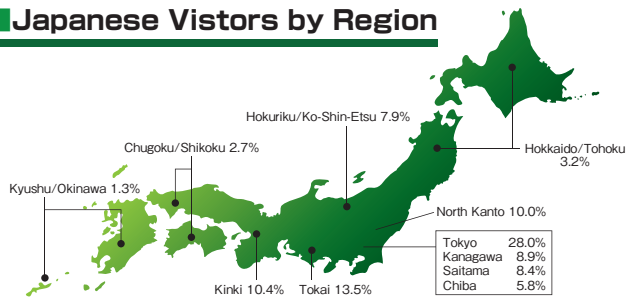 Japanese Vistors by Region
Hokuriku/Ko-Shin-Etsu 7.9%
Chugoku/Shikoku 2.7%
Hokkaido/Tohoku
3.2%
Kyushu/Okinawa 1.3%
North Kanto 10.0%
Tokyo 28.0%
Kanagawa 8.9%
Saitama 8.4%
Chiba 5.8%
Kinki 10.4%
Tokai 13.5%